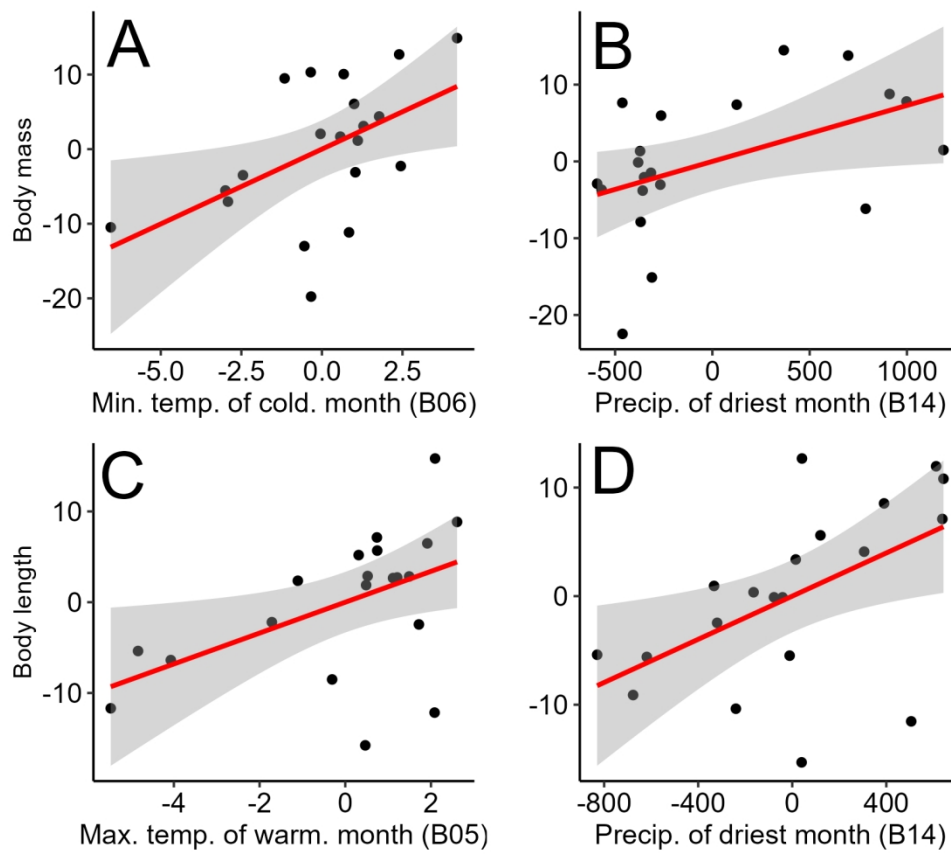 A
B
Body mass
10
0
-10
-20
10
0
-10
-20
-5.0 -2.5 0.0 2.5
-500 0 500 1000
Min. temp. of cold. month (B06)
Precip. of driest month (B14)
C
D
Body length
10
0
-10
10
0
-10
-4 -2 0 2
-800 -400 0 400
Max. temp. of warm. month (B05)
Precip. of driest month (B14)